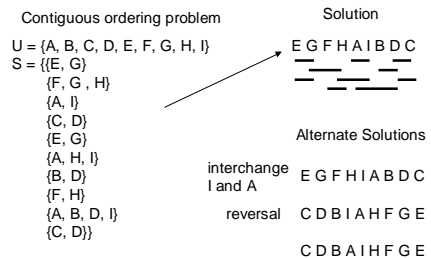 Contiguous ordering problem
U = {A, B, C, D, E, F, G, H, I}
S = {{E, G}
{F, G , H}
{A, I}
{C, D}
{E, G}
{A, H, I}
{B, D}
{F, H}
{A, B, D, I}
{C, D}}
Solution
E G F H A I B D C
Alternate Solutions
interchange
I and A
E G F H I A B D C
reversal
C D B I A H F G E
C D B A I H F G E